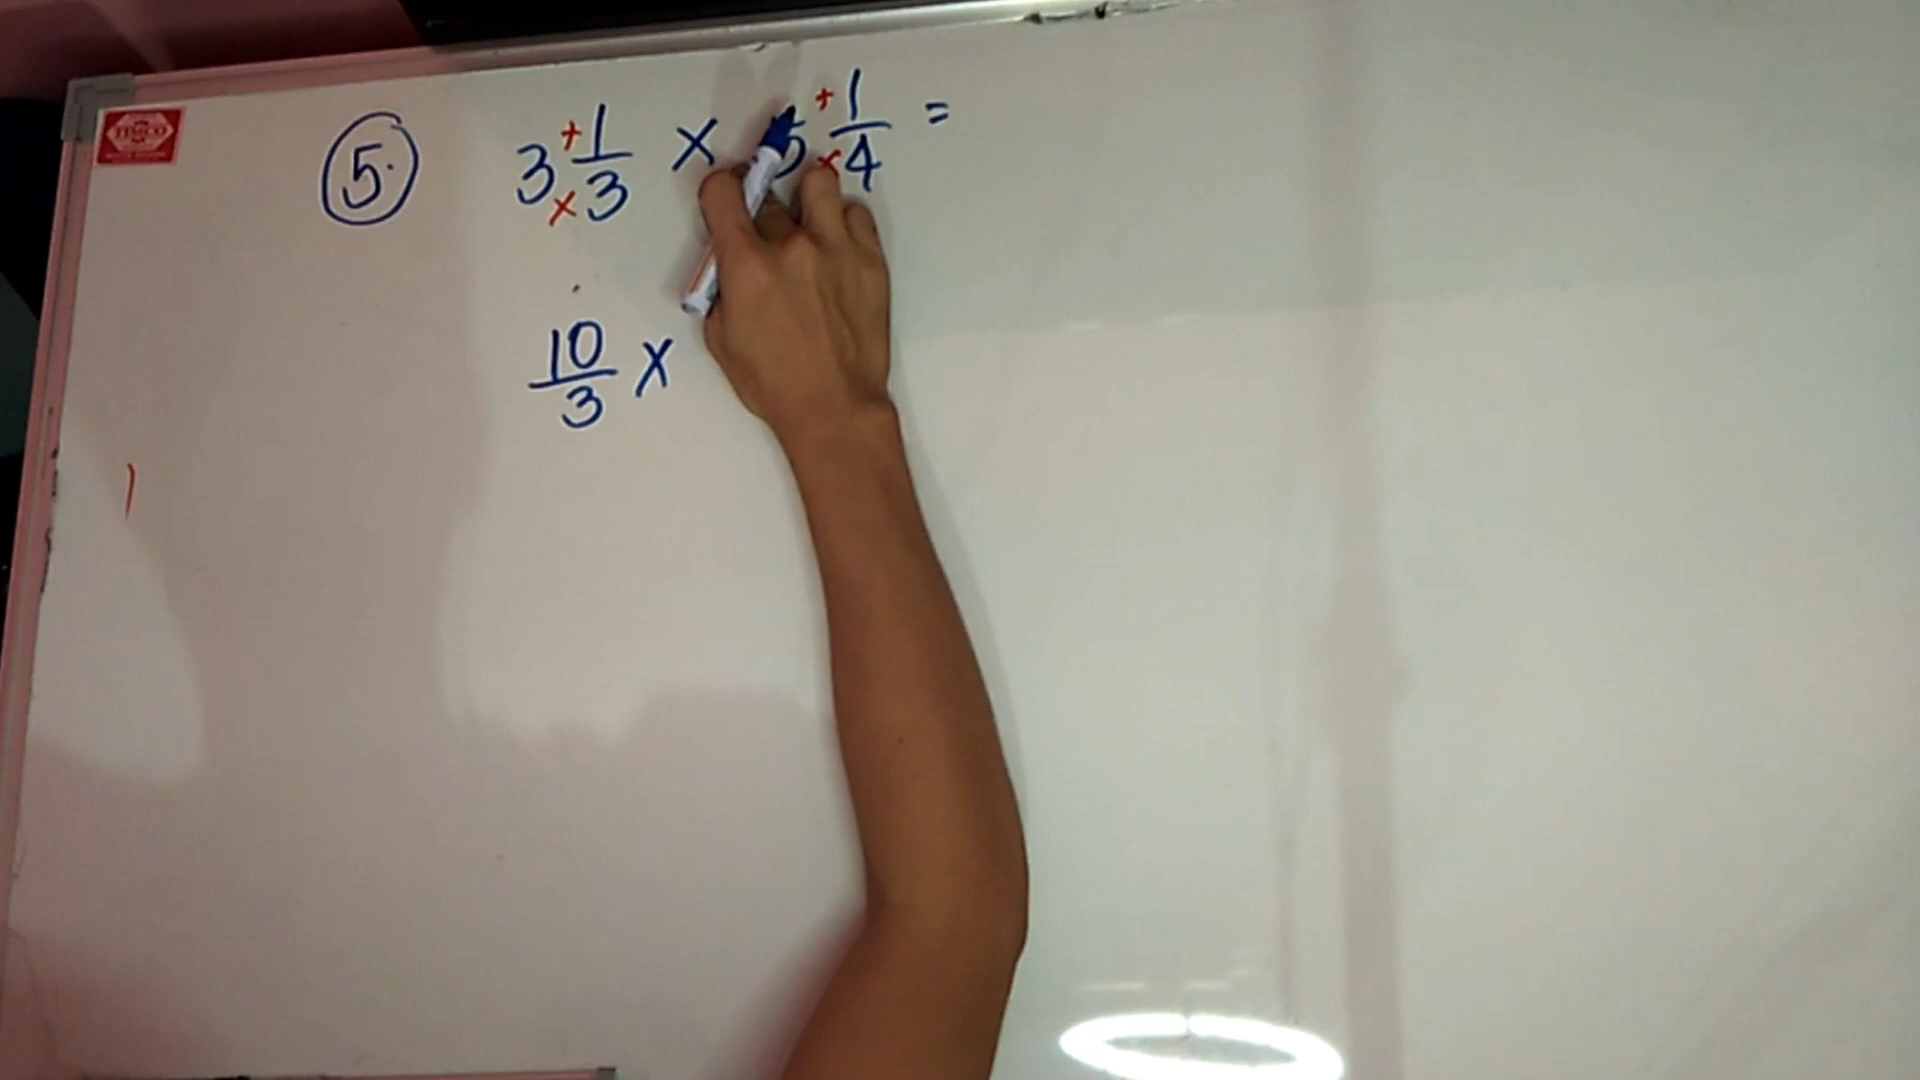 5. 3 + 1/3 × 5 + 1/4 =
×   ×
10/3 ×